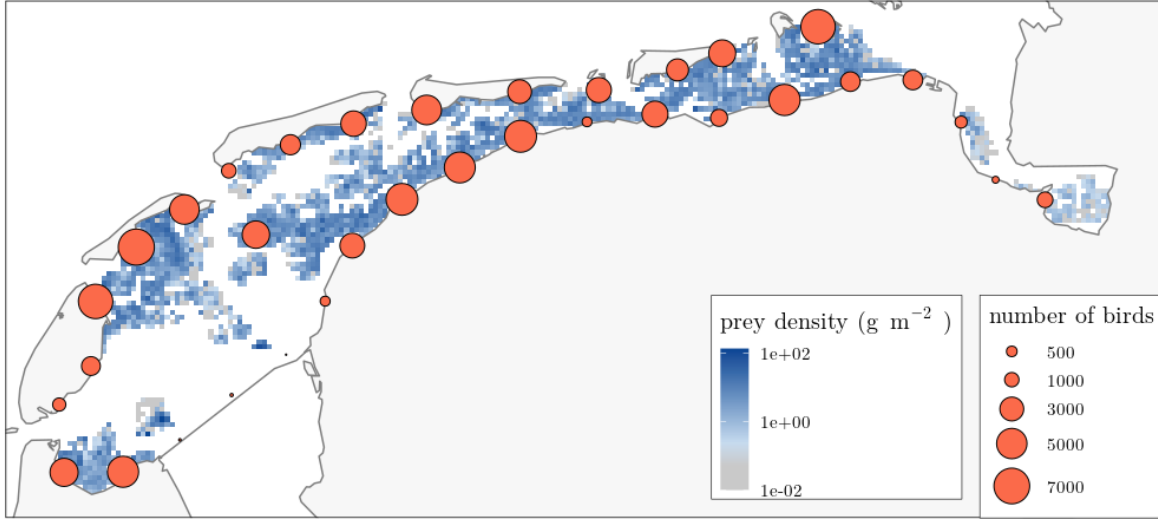 prey density (g m⁻² )
1e+02
1e+00
1e-02
number of birds
500
1000
3000
5000
7000